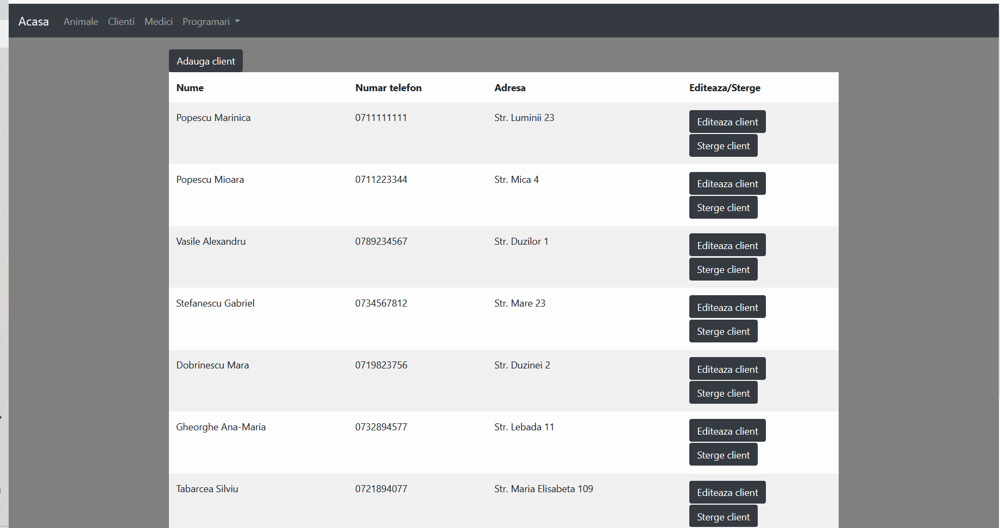 Acasa Animale Clienti Medici Programari
Adauga client
Nume Numar telefon Adresa Editeaza/Sterge
Popescu Marinica 0711111111 Str. Luminii 23 Editeaza client
Sterge client
Popescu Mioara 0711223344 Str. Mica 4 Editeaza client
Sterge client
Vasile Alexandru 0789234567 Str. Duzilor 1 Editeaza client
Sterge client
Stefanescu Gabriel 0734567812 Str. Mare 23 Editeaza client
Sterge client
Dobrinescu Mara 0719823756 Str. Duzinei 2 Editeaza client
Sterge client
Gheorghe Ana-Maria 0732894577 Str. Lebada 11 Editeaza client
Sterge client
Tabarcea Silviu 0721894077 Str. Maria Elisabeta 109 Editeaza client
Sterge client